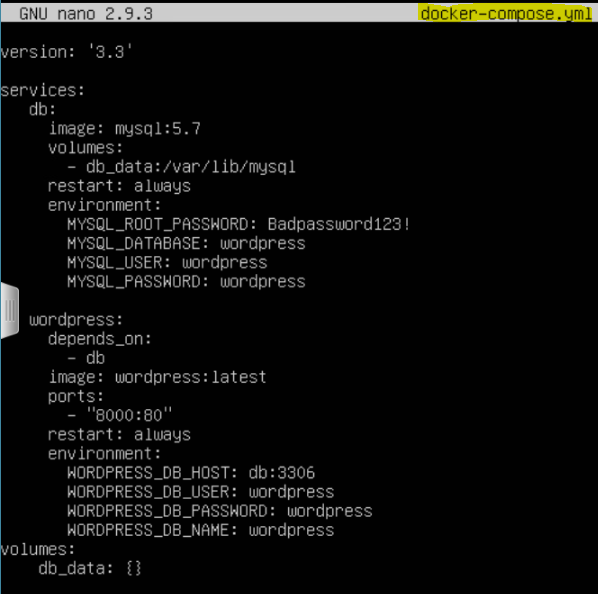 GNU nano 2.9.3 docker-compose.yml
version: '3.3'
services:
db:
image: mysql:5.7
volumes:
- db_data:/var/lib/mysql
restart: always
environment:
MYSQL_ROOT_PASSWORD: Badpassword123!
MYSQL_DATABASE: wordpress
MYSQL_USER: wordpress
MYSQL_PASSWORD: wordpress
wordpress:
depends_on:
- db
image: wordpress:latest
ports:
- "8000:80"
restart: always
environment:
WORDPRESS_DB_HOST: db:3306
WORDPRESS_DB_USER: wordpress
WORDPRESS_DB_PASSWORD: wordpress
WORDPRESS_DB_NAME: wordpress
volumes:
db_data: {}